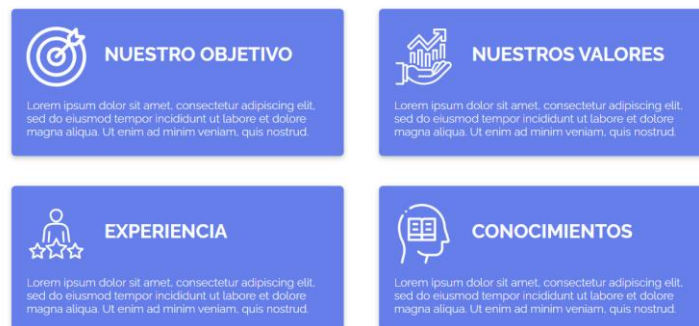 NUESTRO OBJETIVO
Lorem ipsum dolor sit amet, consectetur adipiscing elit,
sed do eiusmod tempor incididunt ut labore et dolore
magna aliqua. Ut enim ad minim veniam, quis nostrud.
NUESTROS VALORES
Lorem ipsum dolor sit amet, consectetur adipiscing elit,
sed do eiusmod tempor incididunt ut labore et dolore
magna aliqua. Ut enim ad minim veniam, quis nostrud.
EXPERIENCIA
Lorem ipsum dolor sit amet, consectetur adipiscing elit,
sed do eiusmod tempor incididunt ut labore et dolore
magna aliqua. Ut enim ad minim veniam, quis nostrud.
CONOCIMIENTOS
Lorem ipsum dolor sit amet, consectetur adipiscing elit,
sed do eiusmod tempor incididunt ut labore et dolore
magna aliqua. Ut enim ad minim veniam, quis nostrud.